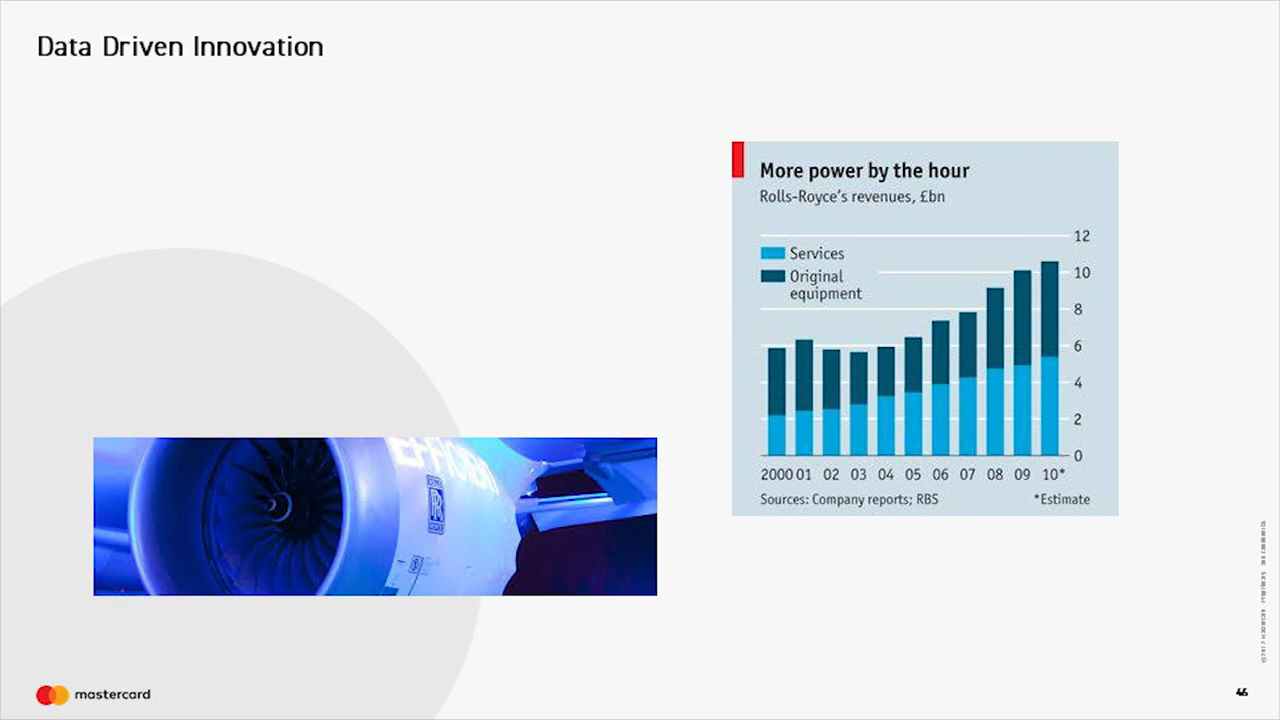 Data Driven Innovation
More power by the hour
Rolls-Royce's revenues, £bn
Services
Original
equipment
12
10
8
6
4
2
0
2000 01 02 03 04 05 06 07 08 09 10*
Sources: Company reports; RBS *Estimate
mastercard
46